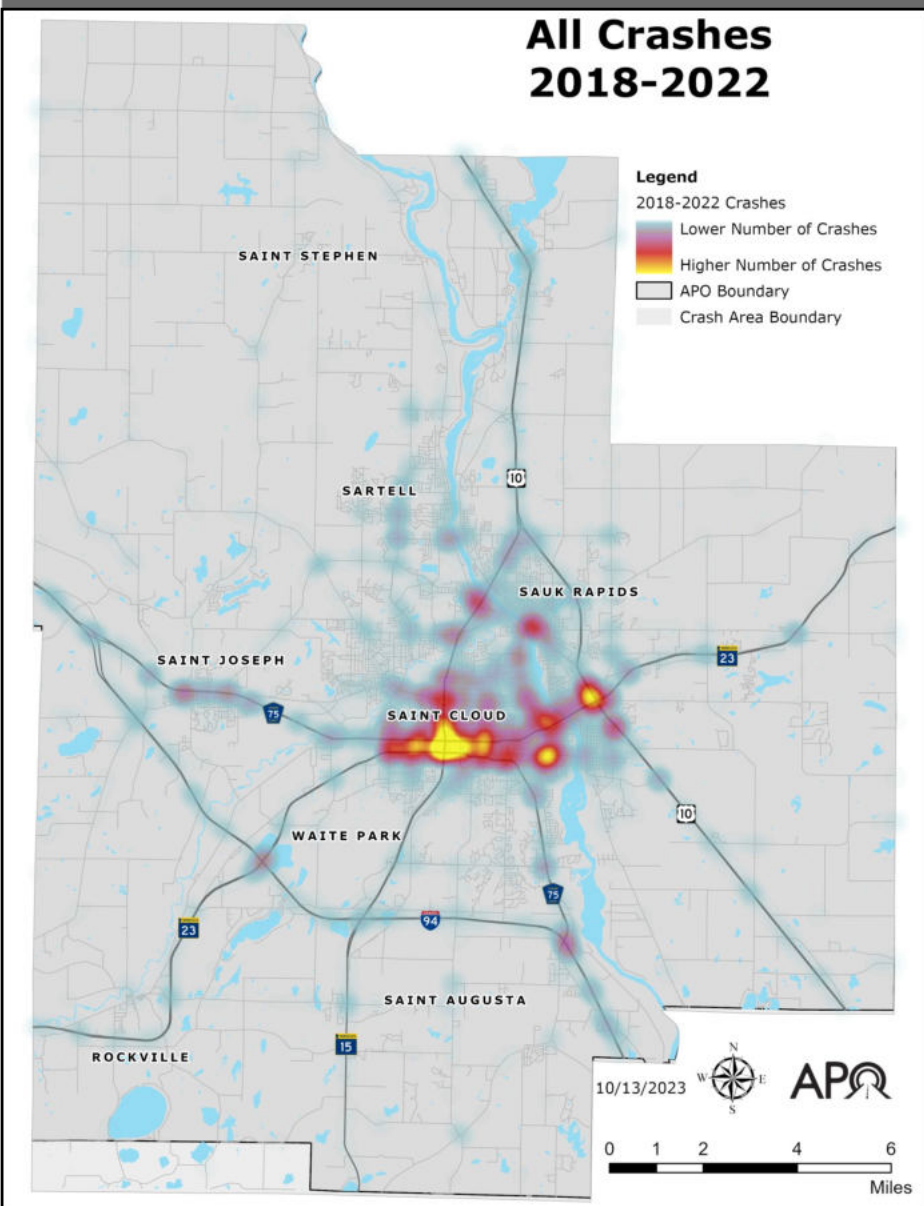 All Crashes
2018-2022
Legend
2018-2022 Crashes
Lower Number of Crashes
Higher Number of Crashes
APO Boundary
Crash Area Boundary
SAINT STEPHEN
10
SARTELL
SAUK RAPIDS
23
SAINT JOSEPH
75
SAINT CLOUD
10
WAITE PARK
75
94
23
SAINT AUGUSTA
15
ROCKVILLE
10/13/2023
N
W
E
S
APO
0 1 2 4 6
Miles